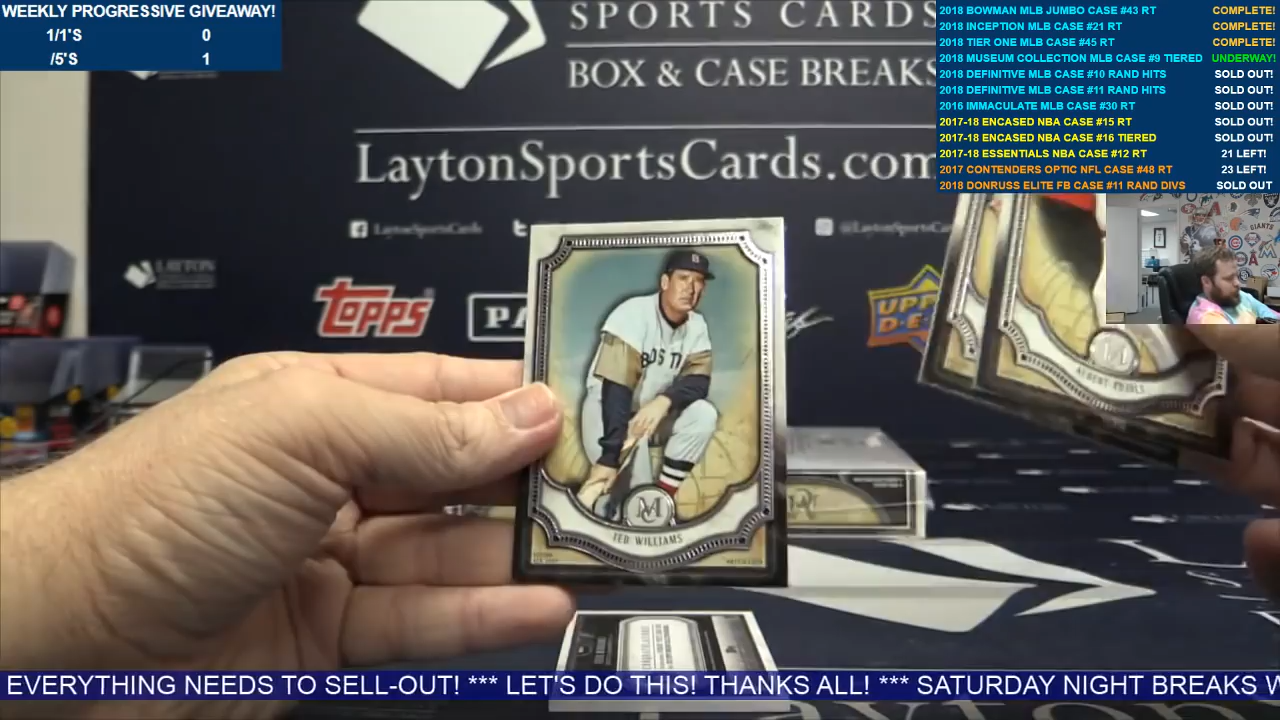 WEEKLY PROGRESSIVE GIVEAWAY!
1/1'S 0
/5'S 1
SPORTS CARDS
BOX & CASE BREAKS
LaytonSportsCards.com
LaytonSportsCards
LaytonSportsCa
LAYTON
TOPPS
PA
UPP
DE
2018 BOWMAN MLB JUMBO CASE #43 RT COMPLETE!
2018 INCEPTION MLB CASE #21 RT COMPLETE!
2018 TIER ONE MLB CASE #45 RT COMPLETE!
2018 MUSEUM COLLECTION MLB CASE #9 TIERED UNDERWAY!
2018 DEFINITIVE MLB CASE #10 RAND HITS SOLD OUT!
2018 DEFINITIVE MLB CASE #11 RAND HITS SOLD OUT!
2016 IMMACULATE MLB CASE #30 RT SOLD OUT!
2017-18 ENCASED NBA CASE #15 RT SOLD OUT!
2017-18 ENCASED NBA CASE #16 TIERED SOLD OUT!
2017-18 ESSENTIALS NBA CASE #12 RT 21 LEFT!
2017 CONTENDERS OPTIC NFL CASE #48 RT 23 LEFT!
2018 DONRUSS ELITE FB CASE #11 RAND DIVS SOLD OUT
GIANTS
BOSTO
MC
TED WILLIAMS
ALBERT PUJOLS
EVERYTHING NEEDS TO SELL-OUT! *** LET'S DO THIS! THANKS ALL! *** SATURDAY NIGHT BREAKS W